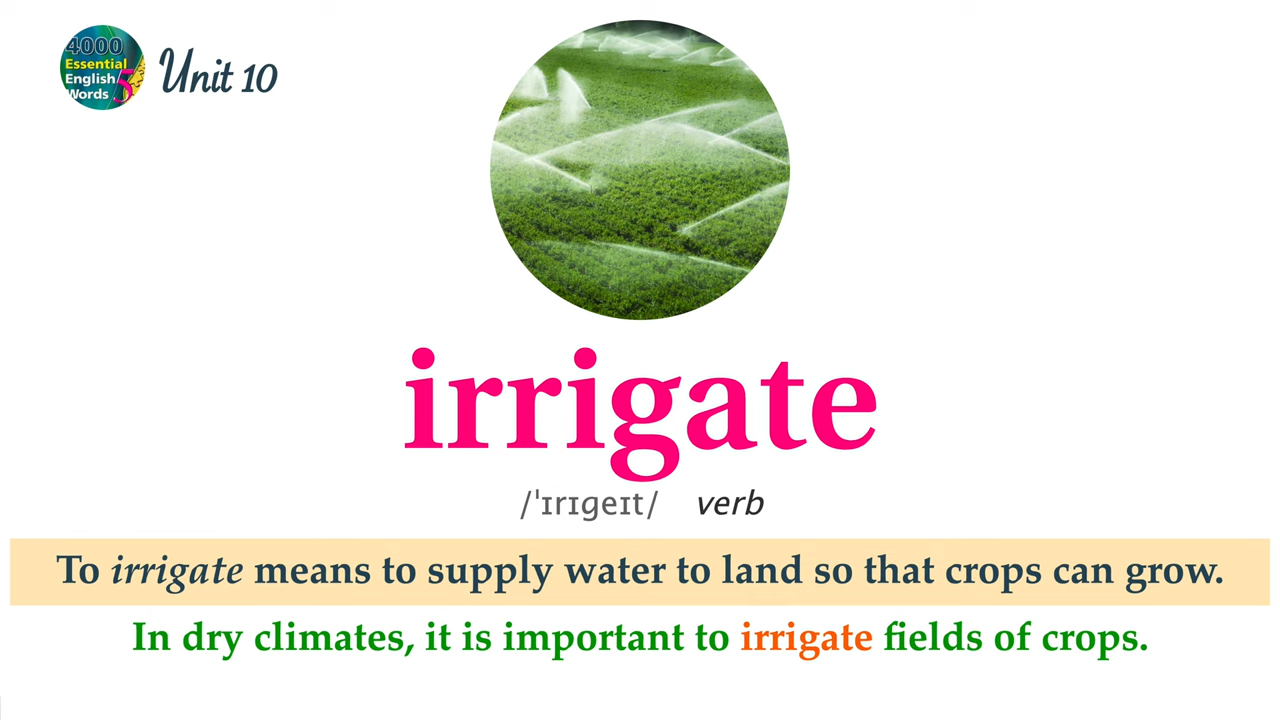 4000
Essential
English
Words
5
Unit 10
irrigate
/ˈɪrɪgeɪt/ verb
To irrigate means to supply water to land so that crops can grow.
In dry climates, it is important to irrigate fields of crops.